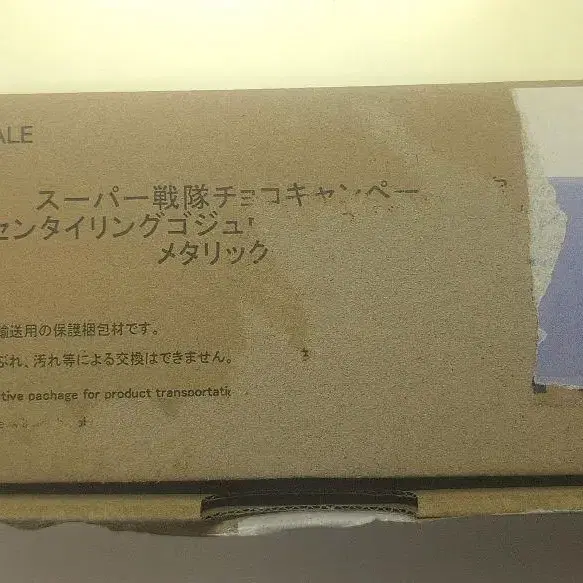 ALE
スーパー戦隊チョコキャンペー
センタイリングゴジュ
メタリック
輸送用の保護梱包材です。
ぶれ、汚れ等による交換はできません。
tive pachage for product transportati